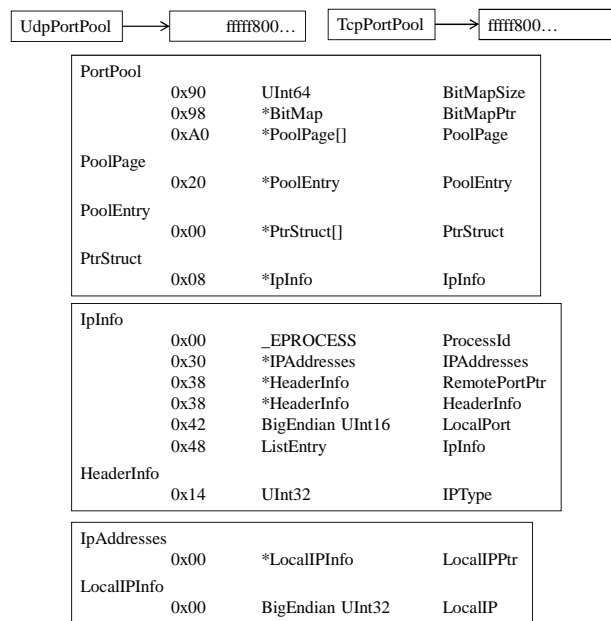 UdpPortPool fffff800… TcpPortPool fffff800…
PortPool
0x90 UInt64 BitMapSize
0x98 *BitMap BitMapPtr
0xA0 *PoolPage[] PoolPage
PoolPage
0x20 *PoolEntry PoolEntry
PoolEntry
0x00 *PtrStruct[] PtrStruct
PtrStruct
0x08 *IpInfo IpInfo
IpInfo
0x00 _EPROCESS ProcessId
0x30 *IPAddresses IPAddresses
0x38 *HeaderInfo RemotePortPtr
0x38 *HeaderInfo HeaderInfo
0x42 BigEndian UInt16 LocalPort
0x48 ListEntry IpInfo
HeaderInfo
0x14 UInt32 IPType
IpAddresses
0x00 *LocalIPInfo LocalIPPtr
LocalIPInfo
0x00 BigEndian UInt32 LocalIP